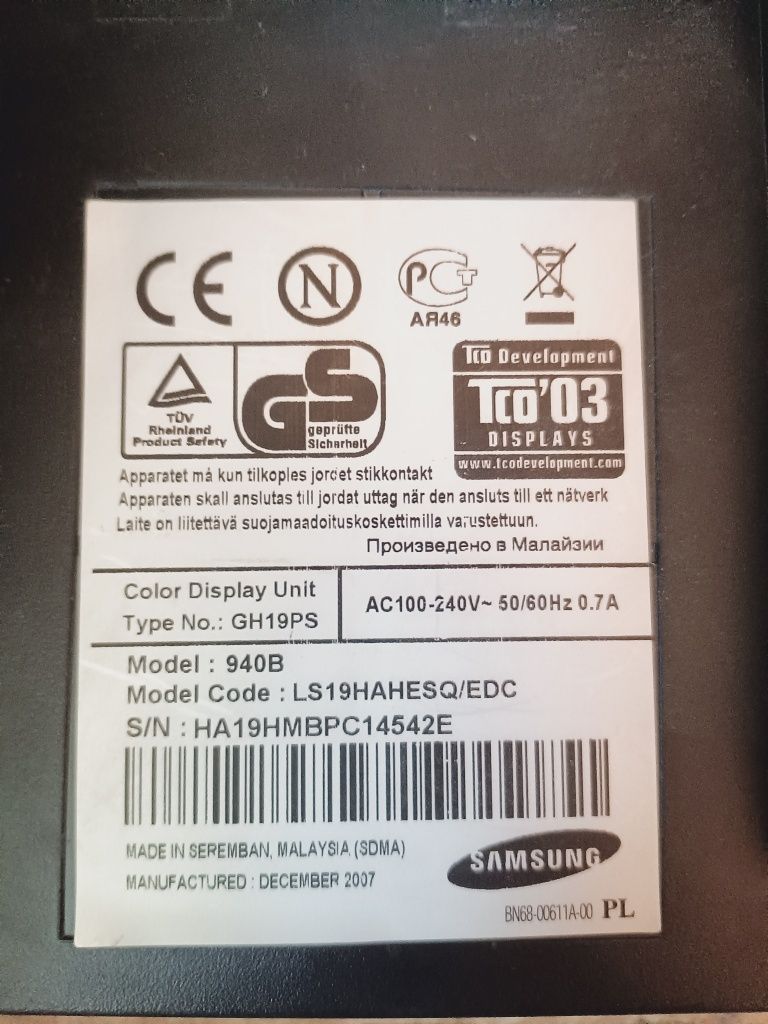 CE
N
PCT
АЯ46
TÜV
Rheinland
Product Safety
GS
geprüfte
Sicherheit
TCO Development
TCO'03
DISPLAYS
www.tcodevelopment.com
Apparatet må kun tilkoples jordet stikkontakt
Apparaten skall anslutas till jordat uttag när den ansluts till ett nätverk
Laite on liitettävä suojamaadoituskoskettimilla varustettuun.
Произведено в Малайзии
Color Display Unit
Type No.: GH19PS
AC100-240V~ 50/60Hz 0.7A
Model : 940B
Model Code : LS19HAHESQ/EDC
S/N : HA19HMBPC14542E
MADE IN SEREMBAN, MALAYSIA (SDMA)
MANUFACTURED : DECEMBER 2007
SAMSUNG
BN68-00611A-00 PL